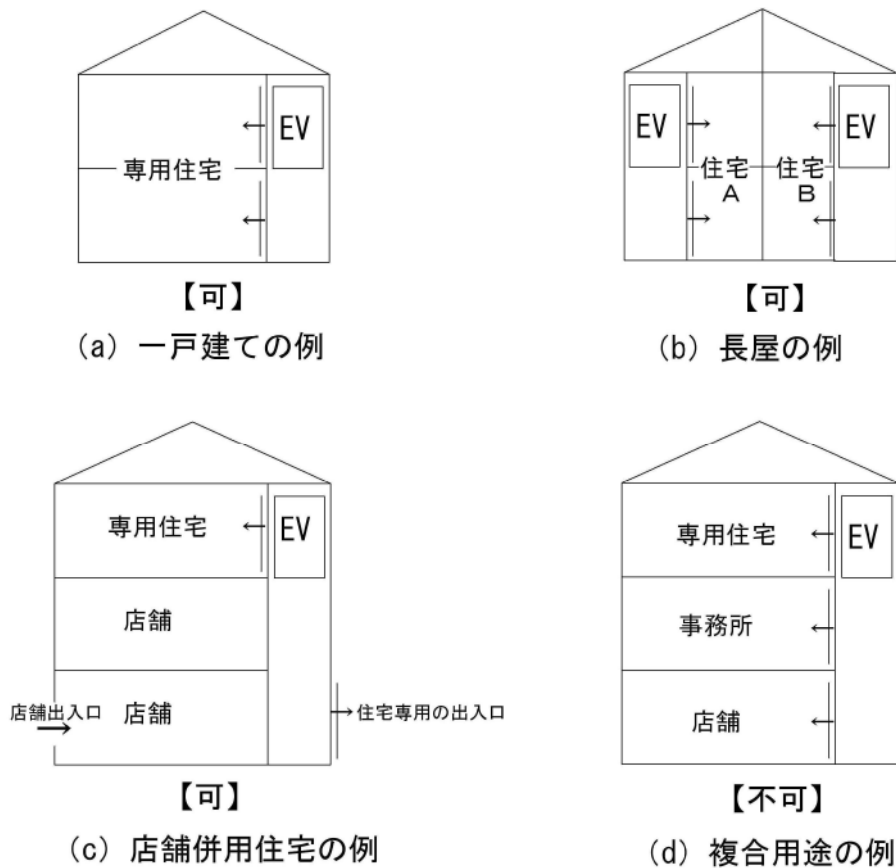 EV
専用住宅
【可】
(a) 一戸建ての例
EV
EV
住宅
A
住宅
B
【可】
(b) 長屋の例
専用住宅
EV
店舗
店舗出入口
店舗
住宅専用の出入口
【可】
(c) 店舗併用住宅の例
専用住宅
EV
事務所
店舗
【不可】
(d) 複合用途の例